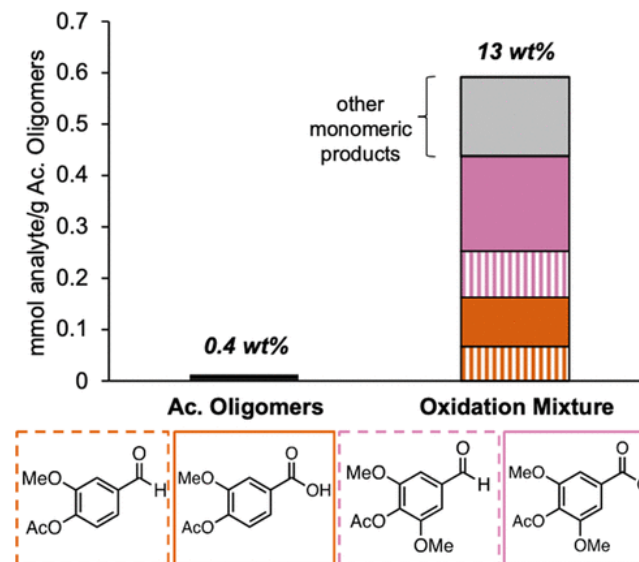 mmol analyte/g Ac. Oligomers
0.7
0.6
0.5
0.4
0.3
0.2
0.1
0
13 wt%
other
monomeric
products
0.4 wt%
Ac. Oligomers
Oxidation Mixture
MeO
AcO
O
H
MeO
AcO
O
OH
MeO
AcO
OMe
O
H
MeO
AcO
OMe
O